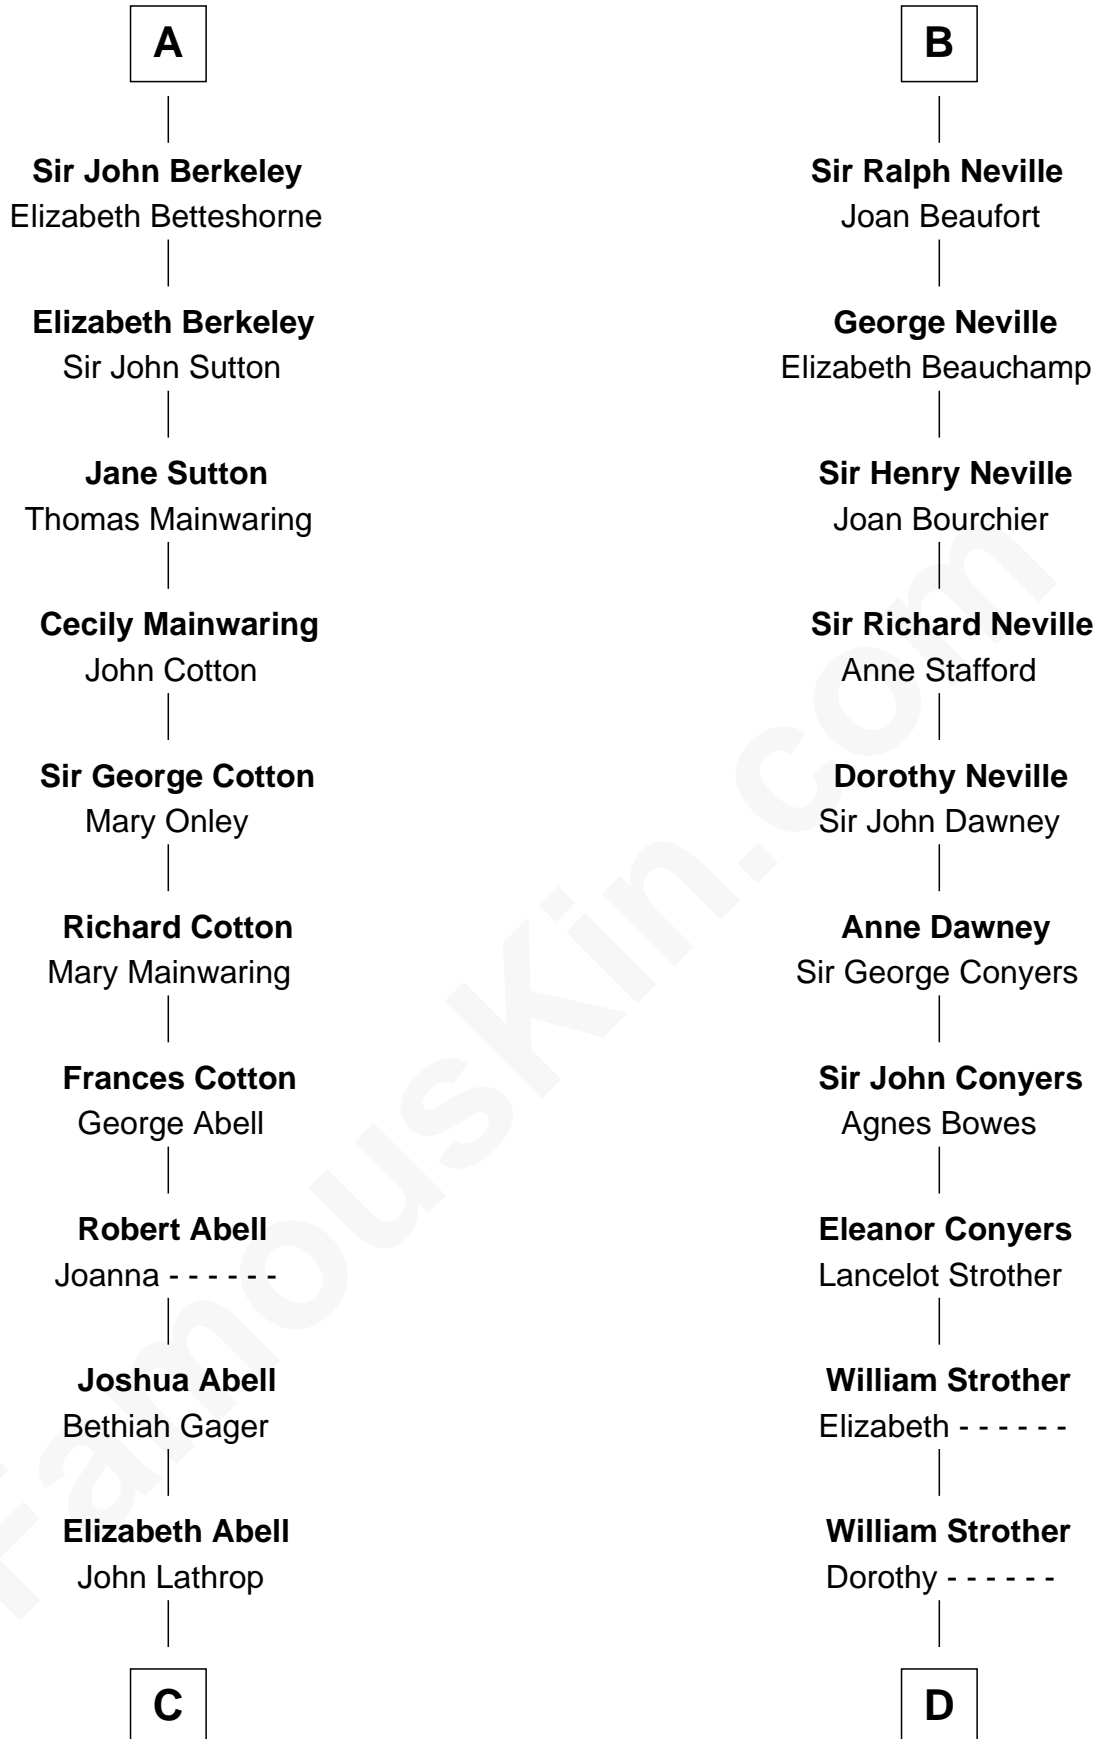 A
Sir John Berkeley
Elizabeth Betteshorne
Elizabeth Berkeley
Sir John Sutton
Jane Sutton
Thomas Mainwaring
Cecily Mainwaring
John Cotton
Sir George Cotton
Mary Onley
Richard Cotton
Mary Mainwaring
Frances Cotton
George Abell
Robert Abell
Joanna - - - - - -
Joshua Abell
Bethiah Gager
Elizabeth Abell
John Lathrop
C
B
Sir Ralph Neville
Joan Beaufort
George Neville
Elizabeth Beauchamp
Sir Henry Neville
Joan Bourchier
Sir Richard Neville
Anne Stafford
Dorothy Neville
Sir John Dawney
Anne Dawney
Sir George Conyers
Sir John Conyers
Agnes Bowes
Eleanor Conyers
Lancelot Strother
William Strother
Elizabeth - - - - - -
William Strother
Dorothy - - - - - -
D
FamousKin.com